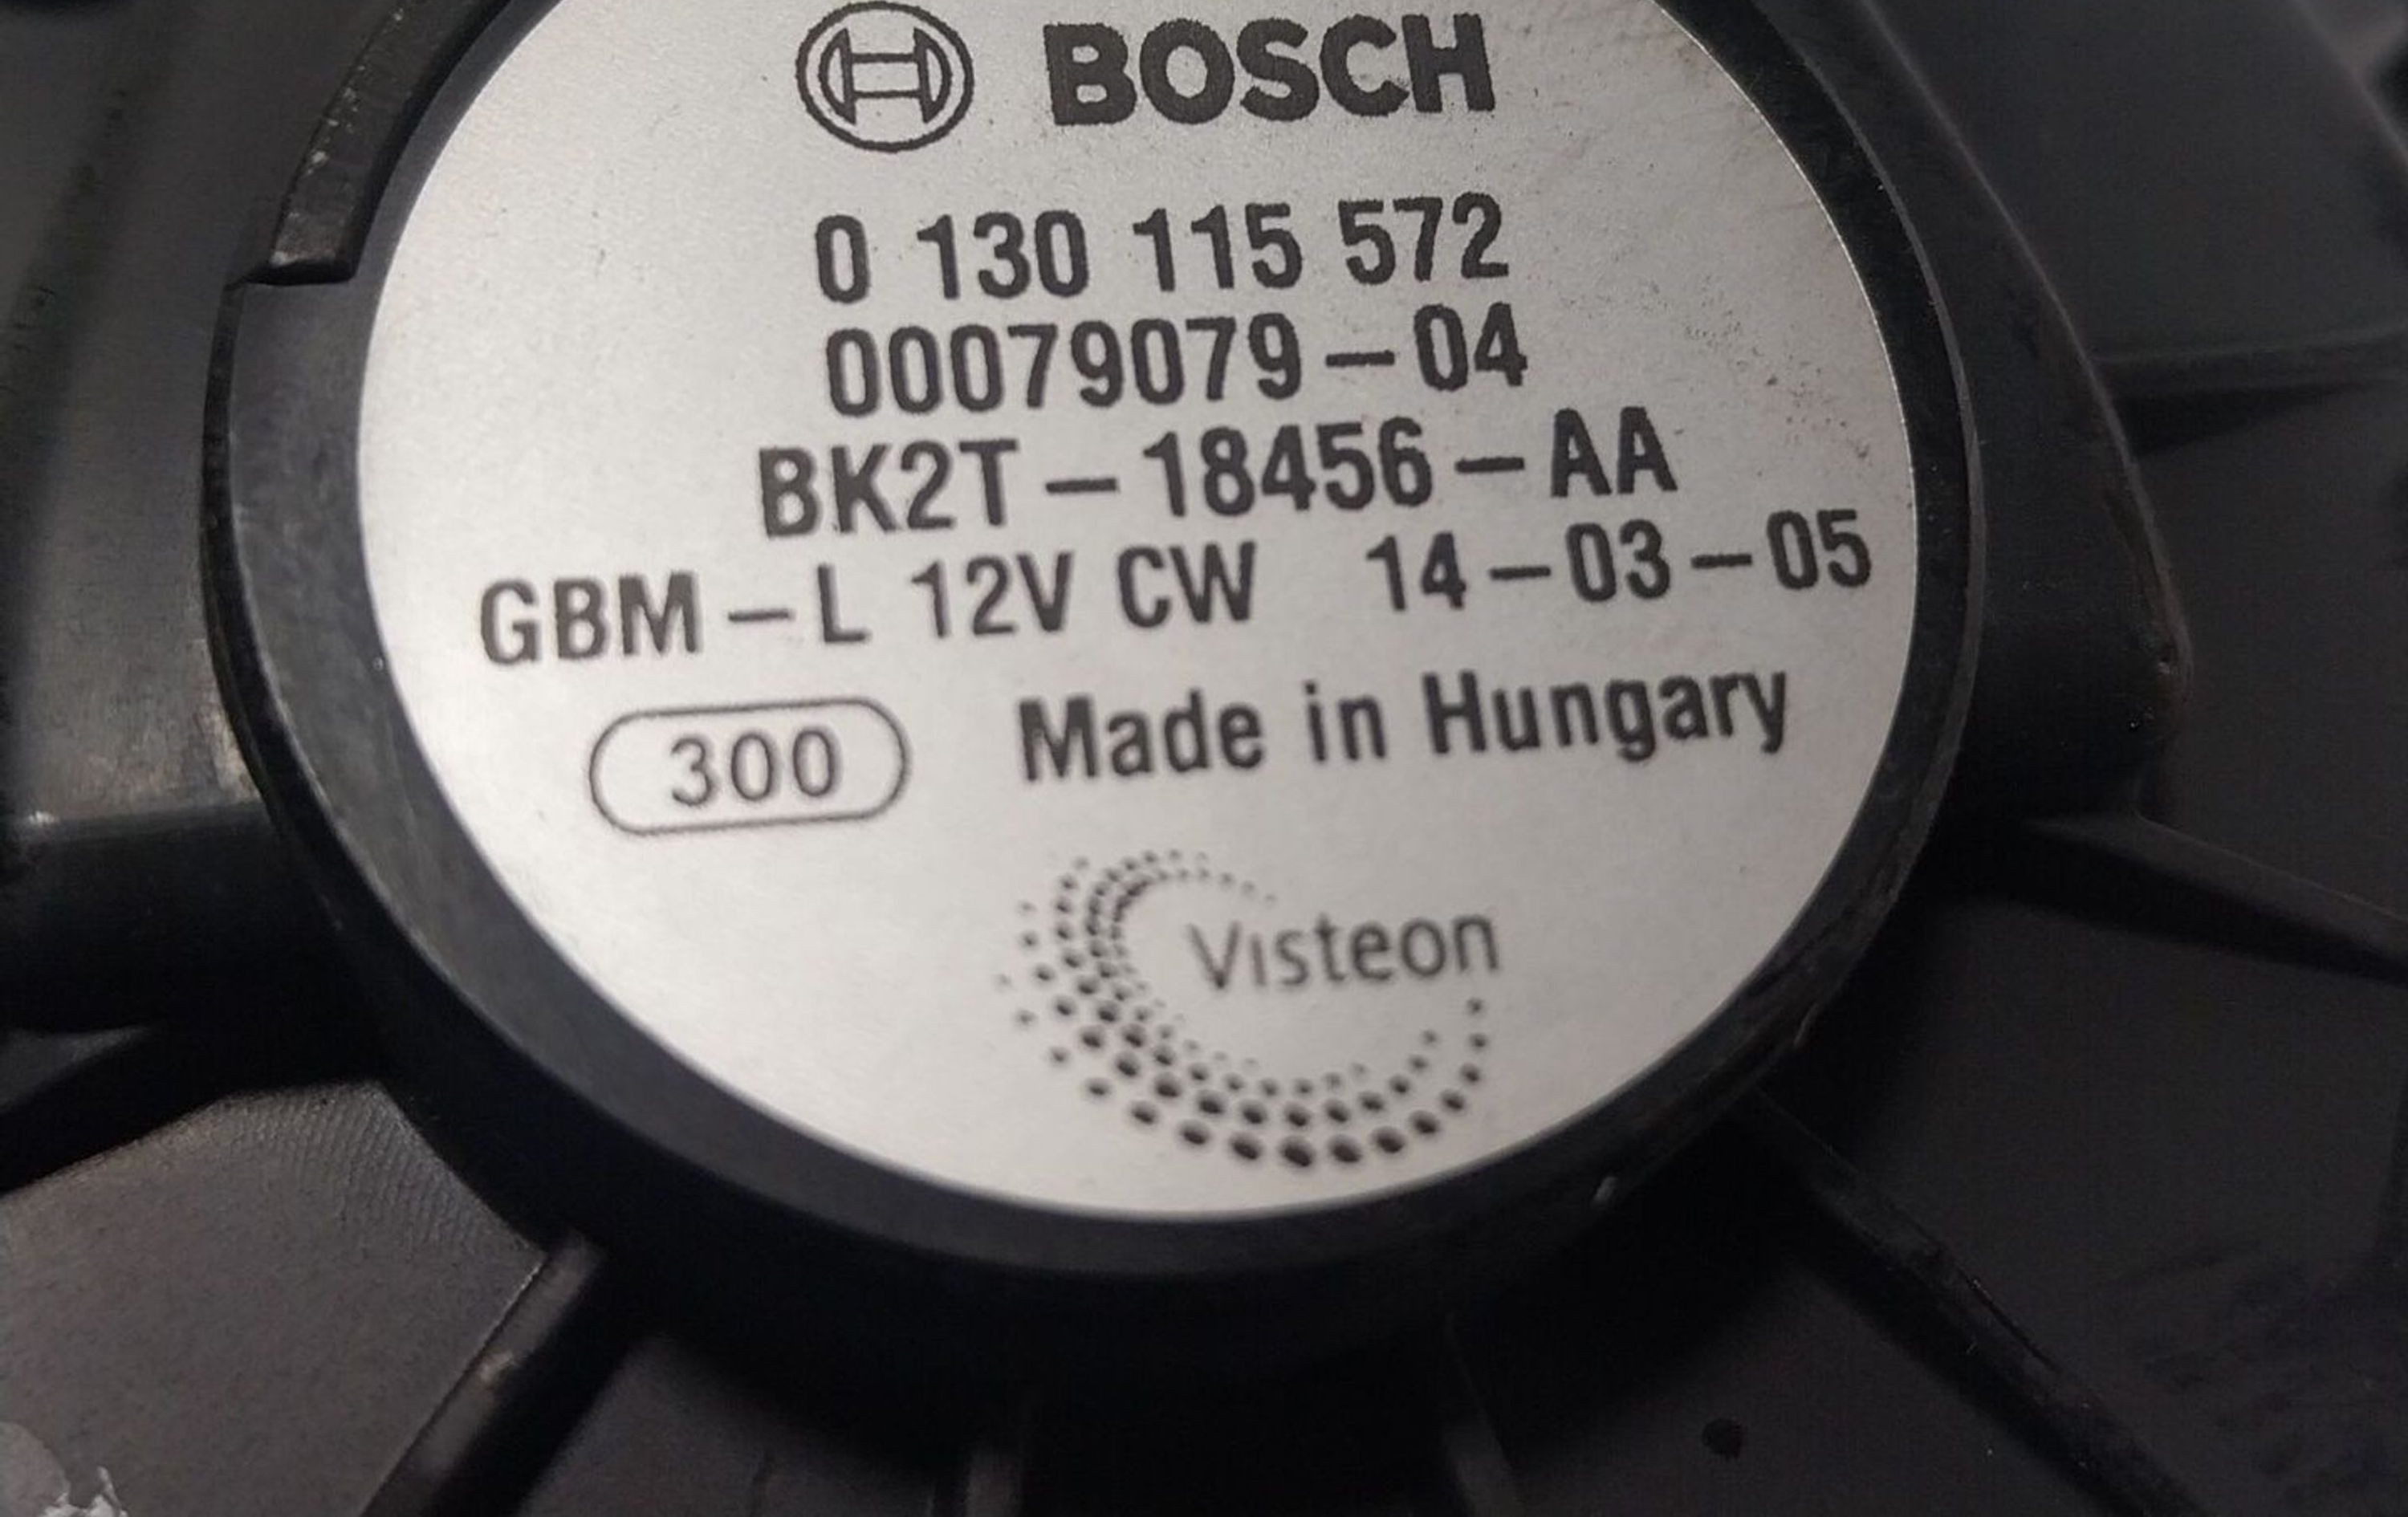 BOSCH
0 130 115 572
00079079-04
BK2T-18456-AA
GBM-L 12V CW 14-03-05
300 Made in Hungary
Visteon